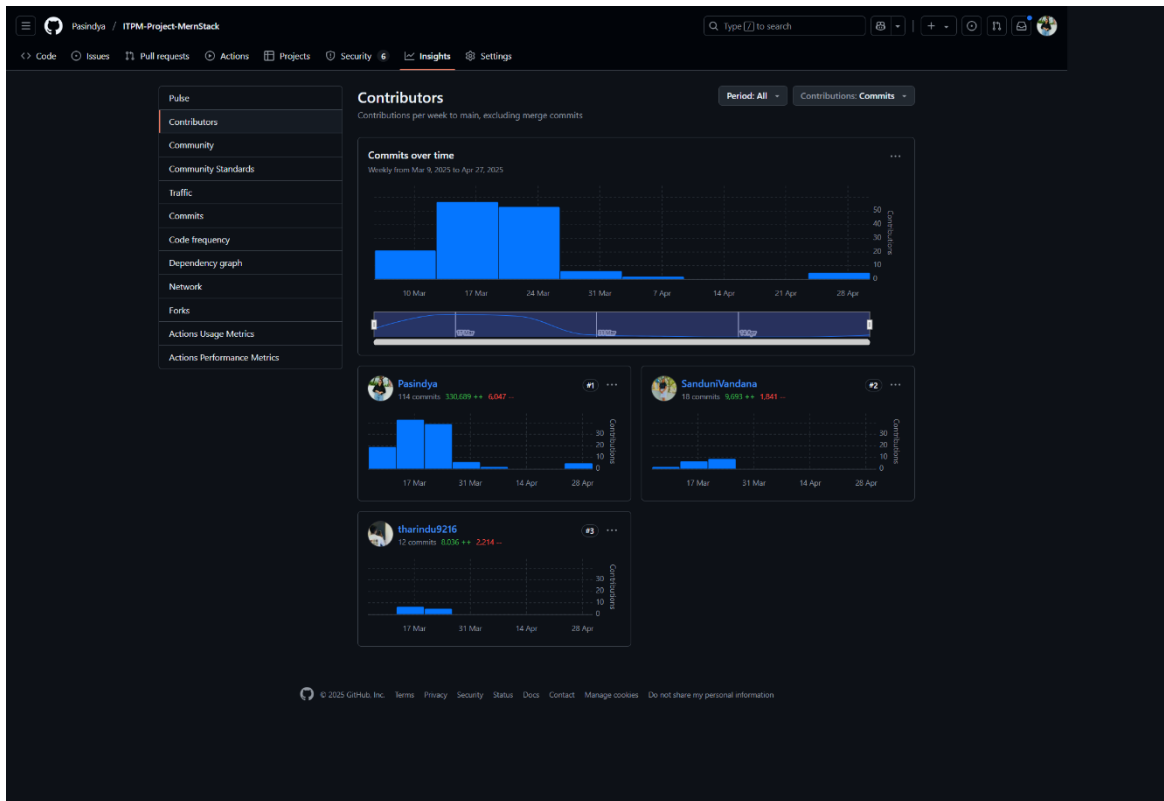 Pasindya / ITPM-Project-MernStack
Type / to search
Code Issues Pull requests Actions Projects Security 6 Insights Settings
Pulse
Contributors
Community
Community Standards
Traffic
Commits
Code frequency
Dependency graph
Network
Forks
Actions Usage Metrics
Actions Performance Metrics
Contributors
Period: All
Contributions: Commits
Contributions per week to main, excluding merge commits
Commits over time
Weekly from Mar 9, 2025 to Apr 27, 2025
50
40
30
20
10
0
Contributions
10 Mar 17 Mar 24 Mar 31 Mar 7 Apr 14 Apr 21 Apr 28 Apr
Pasindya #1
114 commits 330,689 ++ 6,047 --
30
20
10
0
Contributions
17 Mar 31 Mar 14 Apr 28 Apr
SanduniVandana #2
18 commits 9,693 ++ 1,841 --
30
20
10
0
Contributions
17 Mar 31 Mar 14 Apr 28 Apr
tharindu9216 #3
12 commits 8,036 ++ 2,214 --
30
20
10
0
Contributions
17 Mar 31 Mar 14 Apr 28 Apr
© 2025 GitHub, Inc. Terms Privacy Security Status Docs Contact Manage cookies Do not share my personal information